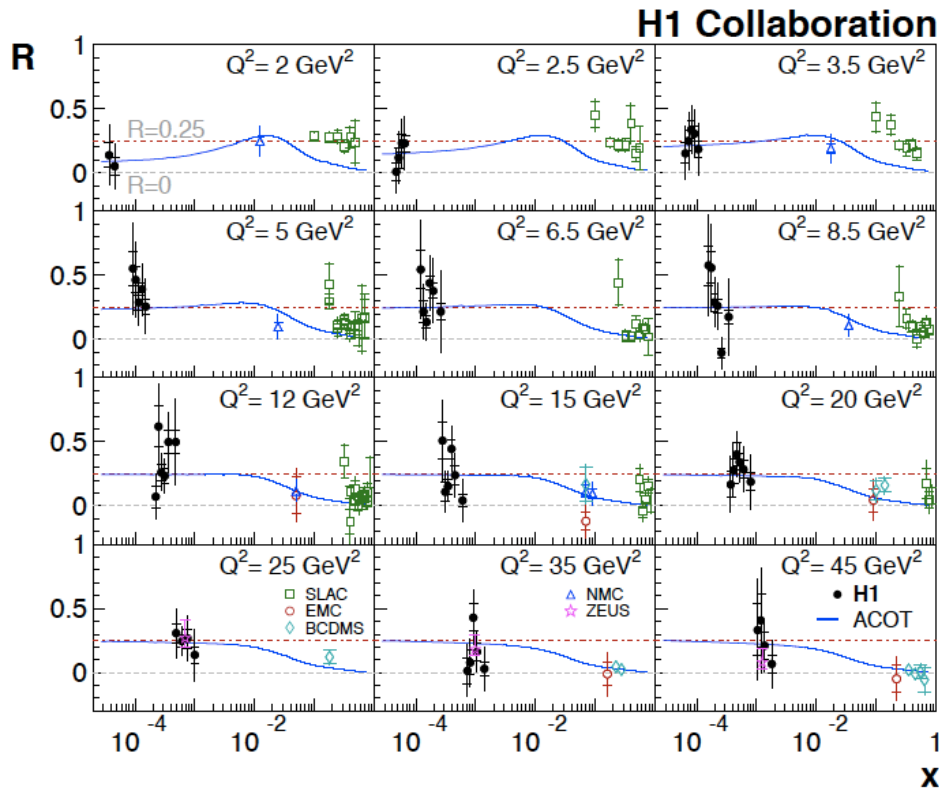 H1 Collaboration
R
1
Q²= 2 GeV²
Q²= 2.5 GeV²
Q²= 3.5 GeV²
0.5
R=0.25
0
R=0
1
Q²= 5 GeV²
Q²= 6.5 GeV²
Q²= 8.5 GeV²
0.5
0
1
Q²= 12 GeV²
Q²= 15 GeV²
Q²= 20 GeV²
0.5
0
1
Q²= 25 GeV²
Q²= 35 GeV²
Q²= 45 GeV²
SLAC
EMC
BCDMS
NMC
ZEUS
H1
ACOT
0.5
0
10⁻⁴ 10⁻² 10⁻⁴ 10⁻² 10⁻⁴ 10⁻² 1
x